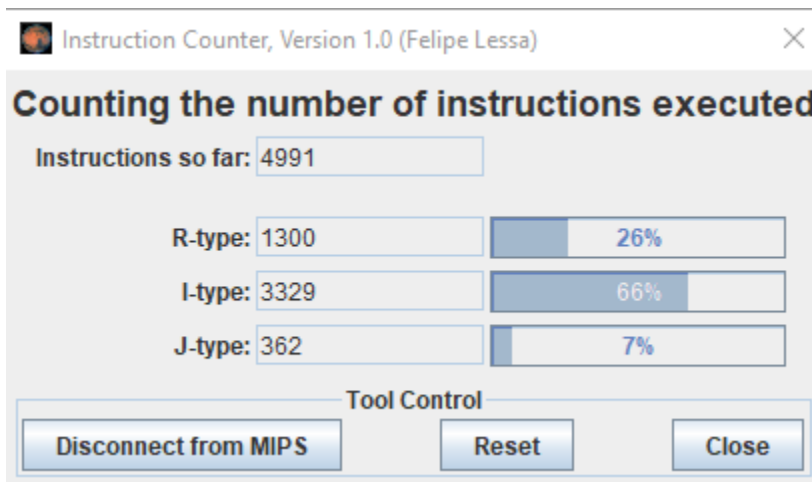 Instruction Counter, Version 1.0 (Felipe Lessa)
Counting the number of instructions executed
Instructions so far: 4991
R-type: 1300 26%
I-type: 3329 66%
J-type: 362 7%
Tool Control
Disconnect from MIPS Reset Close